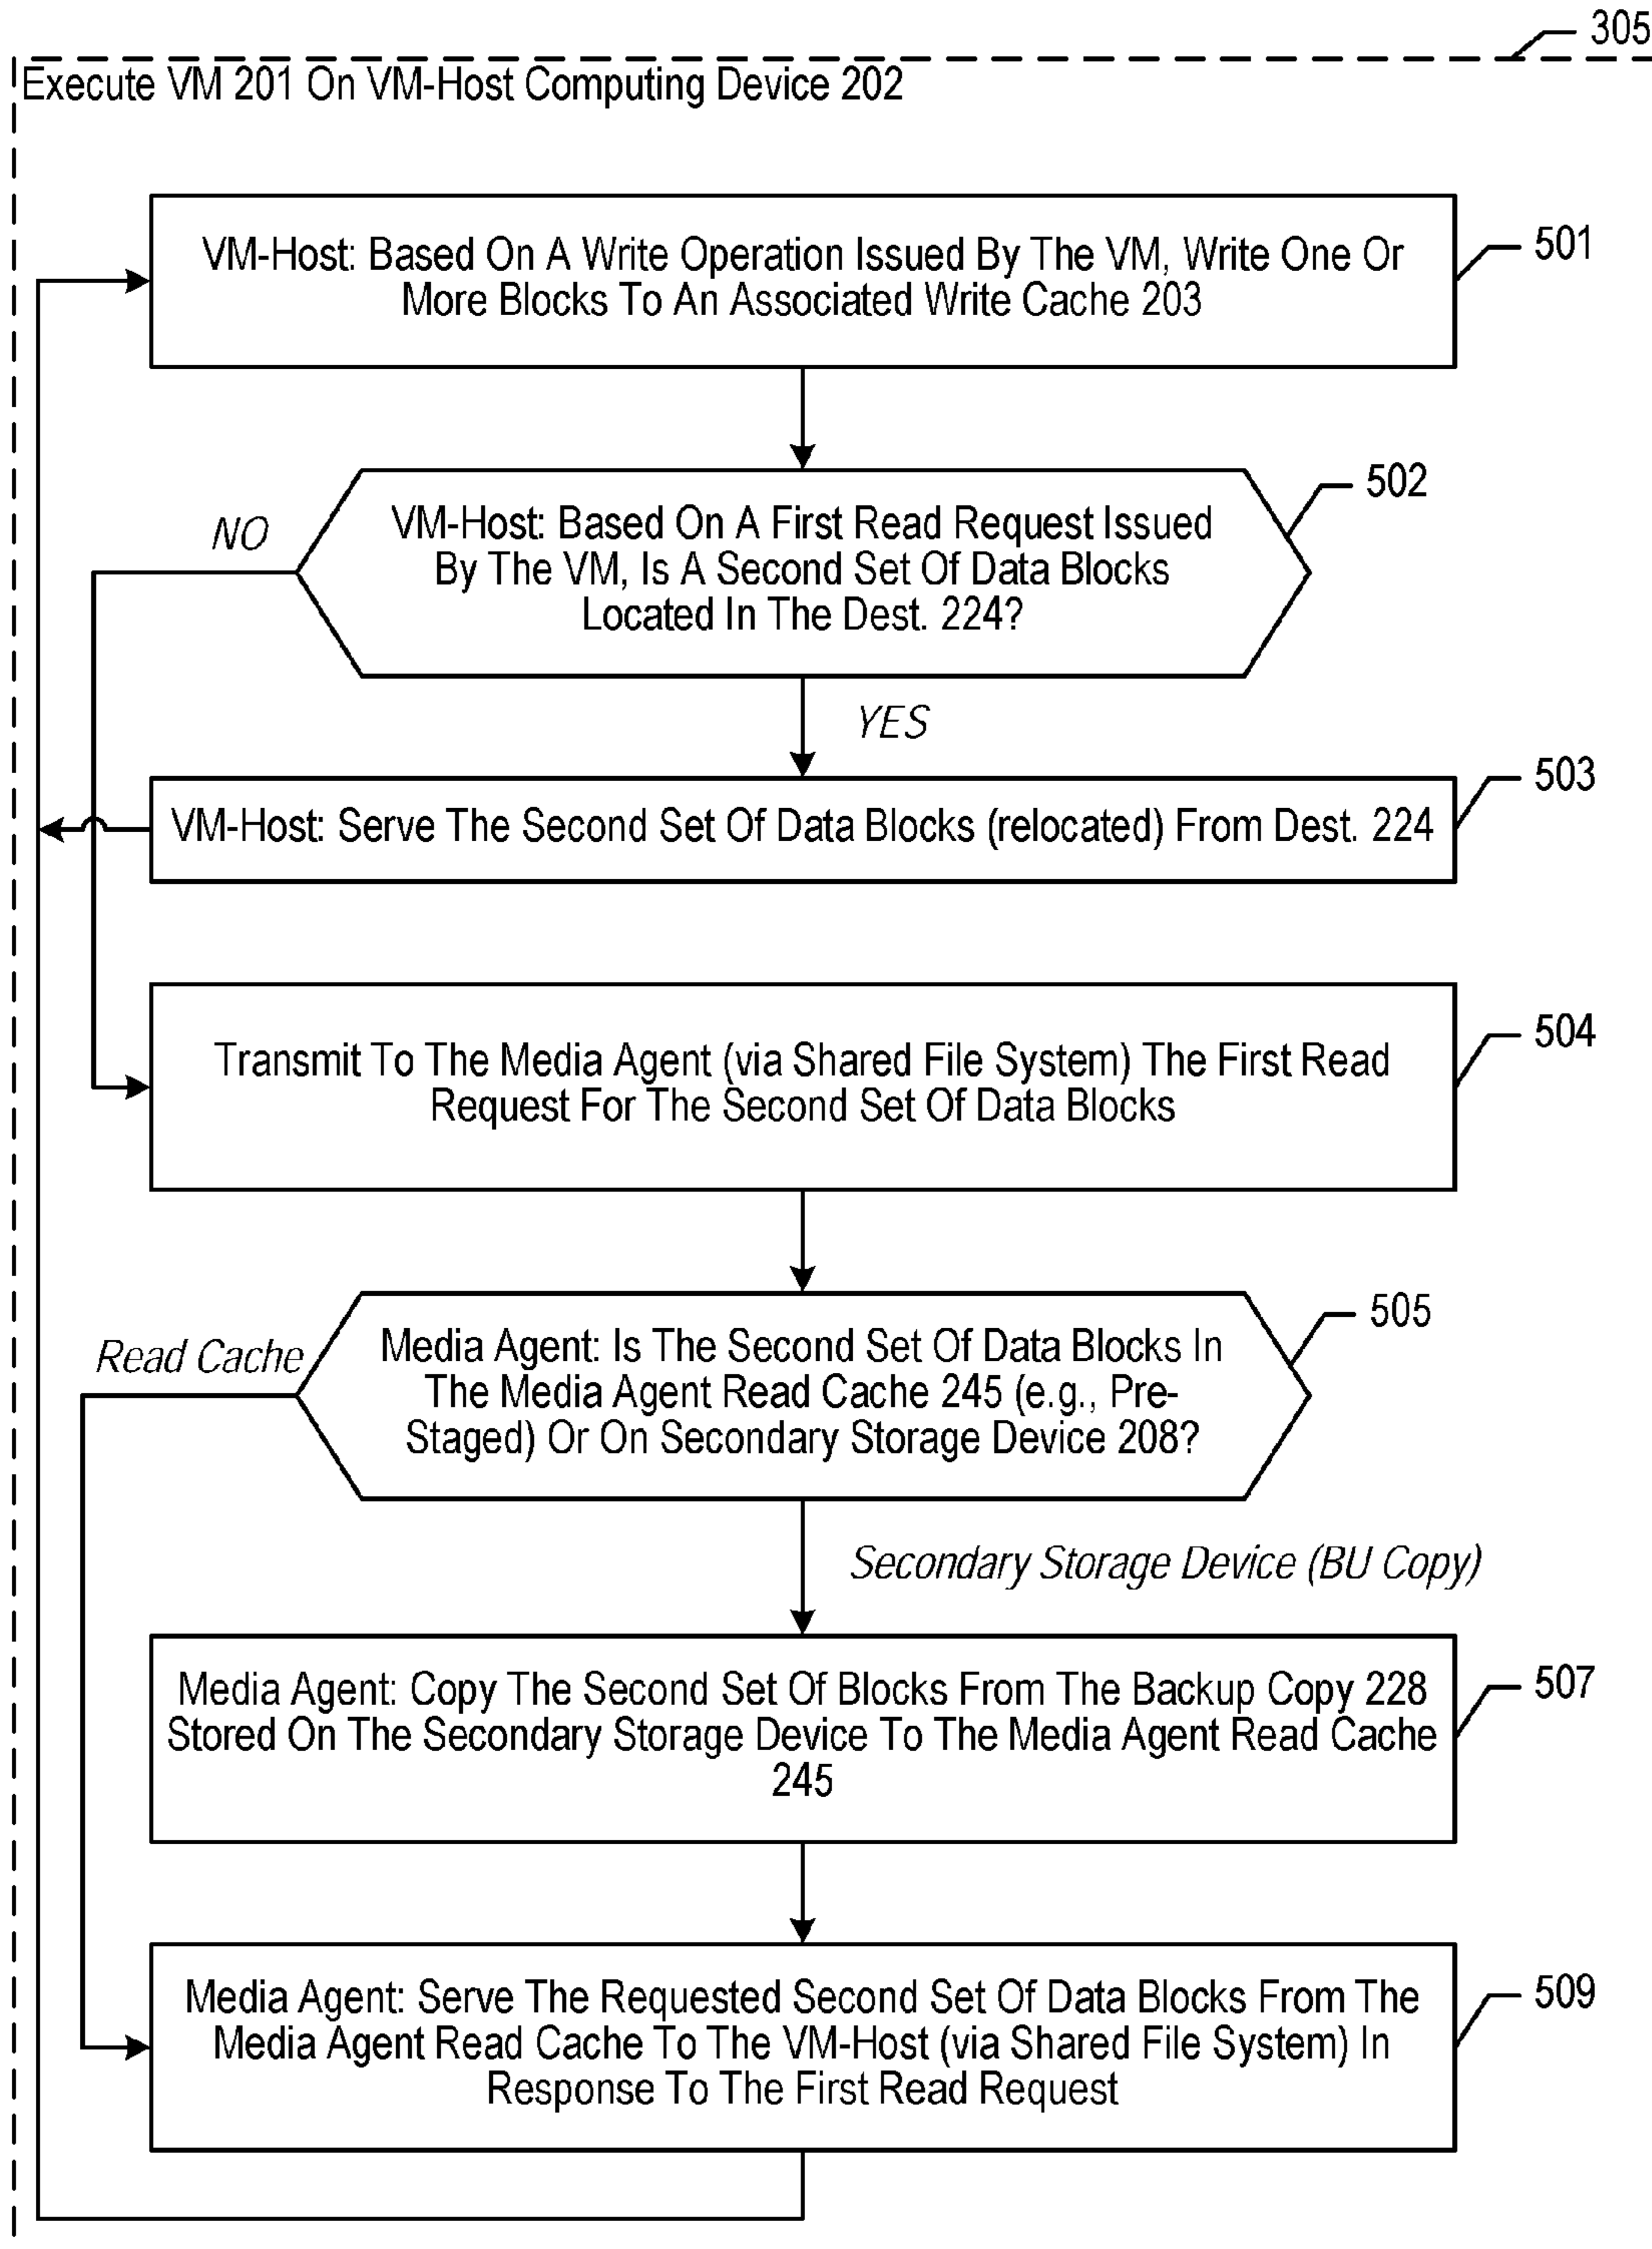 305
Execute VM 201 On VM-Host Computing Device 202
VM-Host: Based On A Write Operation Issued By The VM, Write One Or
More Blocks To An Associated Write Cache 203
501
502
NO
VM-Host: Based On A First Read Request Issued
By The VM, Is A Second Set Of Data Blocks
Located In The Dest. 224?
YES
503
VM-Host: Serve The Second Set Of Data Blocks (relocated) From Dest. 224
504
Transmit To The Media Agent (via Shared File System) The First Read
Request For The Second Set Of Data Blocks
505
Read Cache
Media Agent: Is The Second Set Of Data Blocks In
The Media Agent Read Cache 245 (e.g., Pre-
Staged) Or On Secondary Storage Device 208?
Secondary Storage Device (BU Copy)
507
Media Agent: Copy The Second Set Of Blocks From The Backup Copy 228
Stored On The Secondary Storage Device To The Media Agent Read Cache
245
509
Media Agent: Serve The Requested Second Set Of Data Blocks From The
Media Agent Read Cache To The VM-Host (via Shared File System) In
Response To The First Read Request